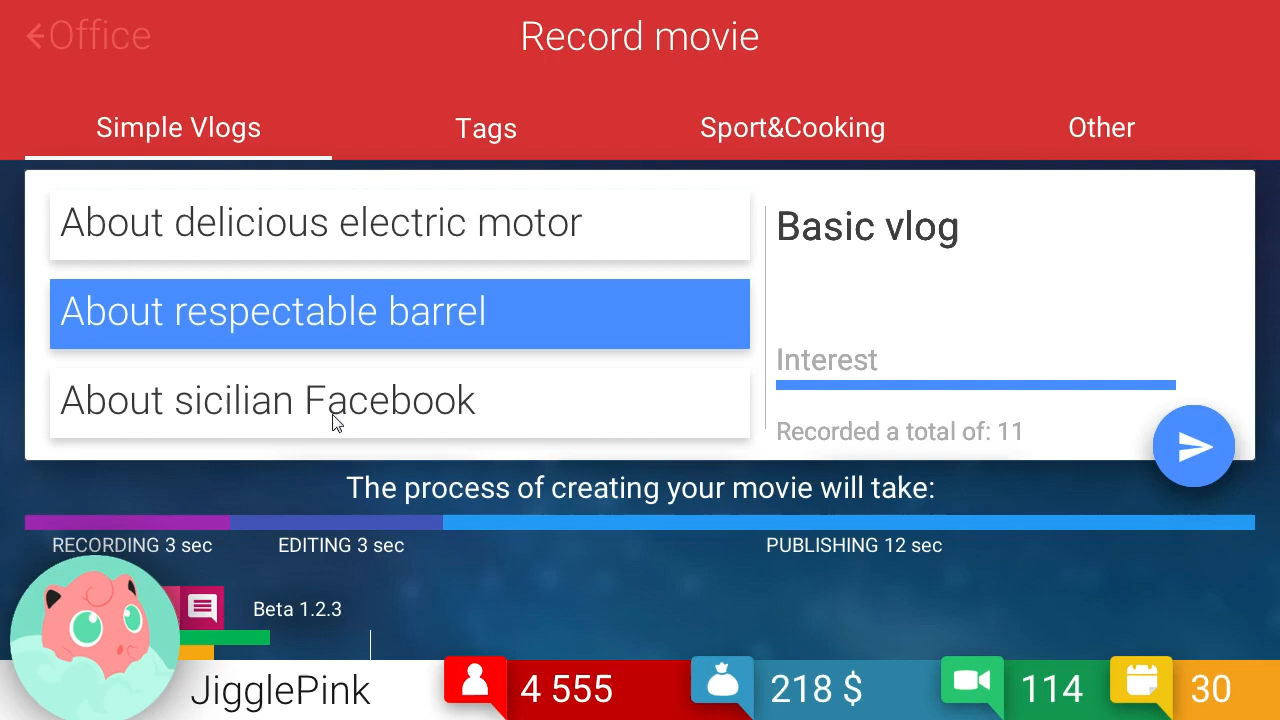 Office
Record movie
Simple Vlogs
Tags
Sport&Cooking
Other
About delicious electric motor
About respectable barrel
About sicilian Facebook
Basic vlog
Interest
Recorded a total of: 11
The process of creating your movie will take:
RECORDING 3 sec
EDITING 3 sec
PUBLISHING 12 sec
Beta 1.2.3
JigglePink
4 555
218 $
114
30